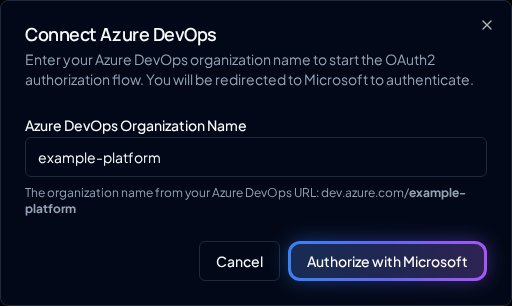 Connect Azure DevOps
Enter your Azure DevOps organization name to start the OAuth2
authorization flow. You will be redirected to Microsoft to authenticate.
Azure DevOps Organization Name
example-platform
The organization name from your Azure DevOps URL: dev.azure.com/example-
platform
Cancel
Authorize with Microsoft